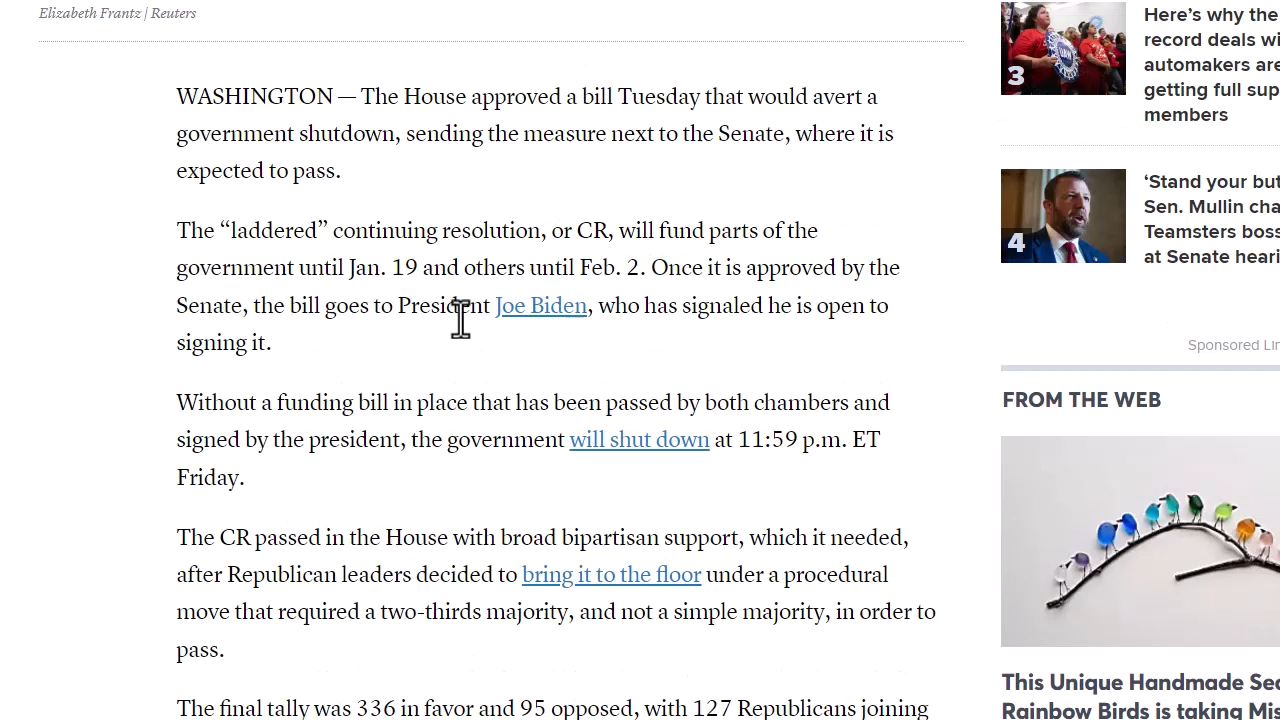 Elizabeth Frantz | Reuters
WASHINGTON — The House approved a bill Tuesday that would avert a
government shutdown, sending the measure next to the Senate, where it is
expected to pass.
The “laddered” continuing resolution, or CR, will fund parts of the
government until Jan. 19 and others until Feb. 2. Once it is approved by the
Senate, the bill goes to President Joe Biden, who has signaled he is open to
signing it.
Without a funding bill in place that has been passed by both chambers and
signed by the president, the government will shut down at 11:59 p.m. ET
Friday.
The CR passed in the House with broad bipartisan support, which it needed,
after Republican leaders decided to bring it to the floor under a procedural
move that required a two-thirds majority, and not a simple majority, in order to
pass.
The final tally was 336 in favor and 95 opposed, with 127 Republicans joining
3
Here’s why the
record deals wi
automakers are
getting full sup
members
4
‘Stand your but
Sen. Mullin cha
Teamsters boss
at Senate heari
Sponsored Lin
FROM THE WEB
This Unique Handmade Sea
Rainbow Birds is taking Mis